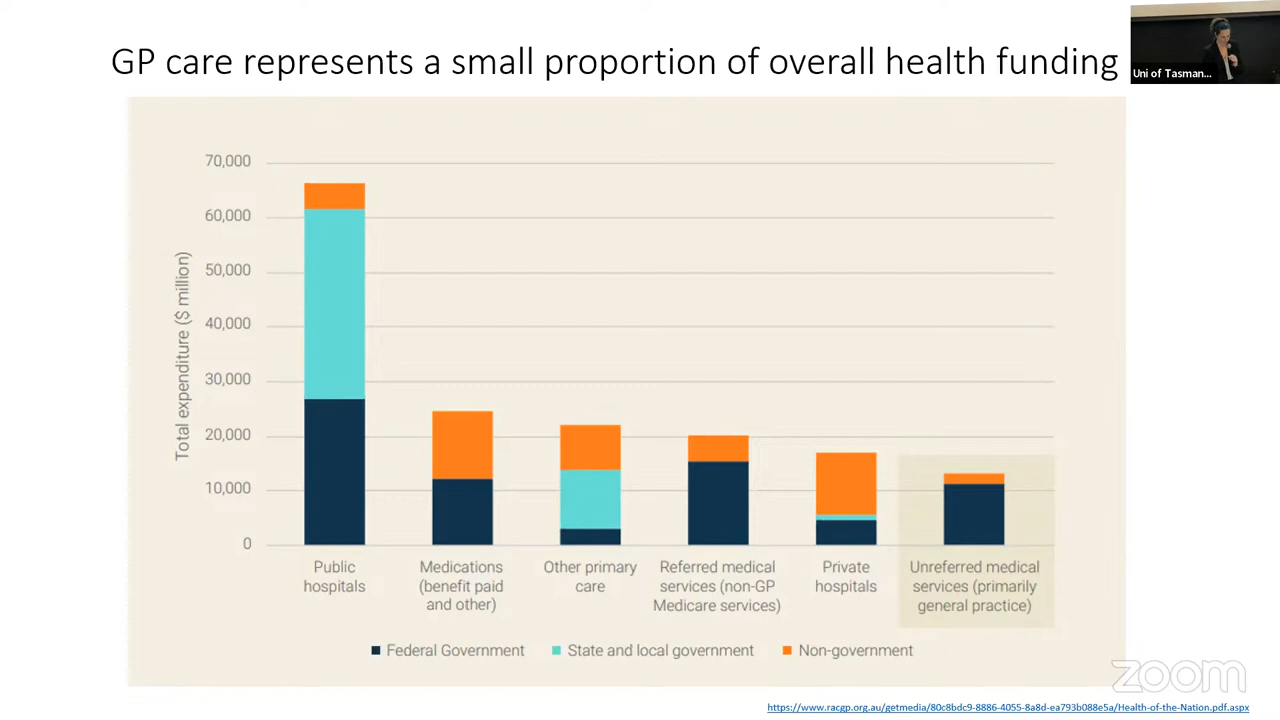 GP care represents a small proportion of overall health funding
Uni of Tasman...
70,000
60,000
50,000
40,000
30,000
20,000
10,000
0
Total expenditure ($ million)
Public
hospitals
Medications
(benefit paid
and other)
Other primary
care
Referred medical
services (non-GP
Medicare services)
Private
hospitals
Unreferred medical
services (primarily
general practice)
Federal Government
State and local government
Non-government
zoom
https://www.racgp.org.au/getmedia/80c8bdc9-8886-4055-8a8d-ea793b088e5a/Health-of-the-Nation.pdf.aspx